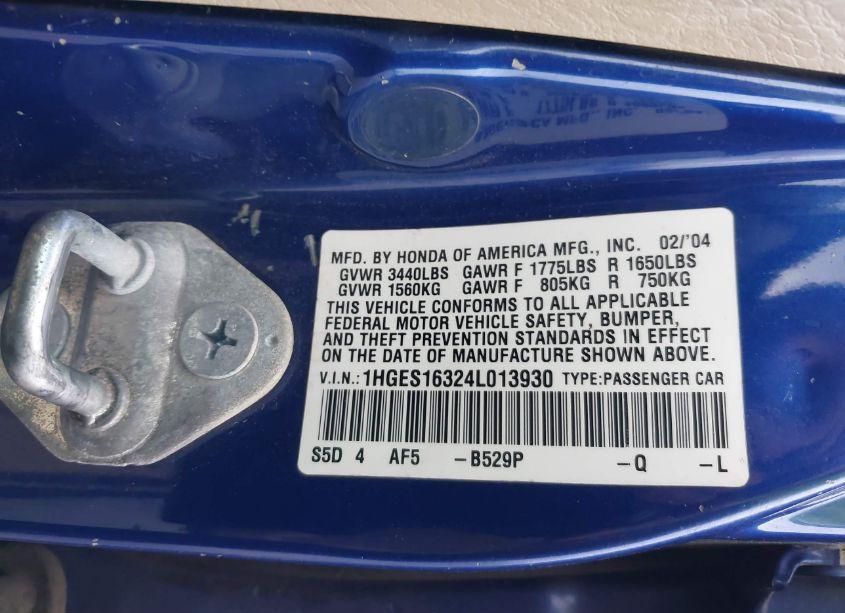 MFD. BY HONDA OF AMERICA MFG., INC. 02/'04
GVWR 3440LBS GAWR F 1775LBS R 1650LBS
GVWR 1560KG GAWR F 805KG R 750KG
THIS VEHICLE CONFORMS TO ALL APPLICABLE
FEDERAL MOTOR VEHICLE SAFETY, BUMPER,
AND THEFT PREVENTION STANDARDS IN EFFECT
ON THE DATE OF MANUFACTURE SHOWN ABOVE.
V.I.N.: 1HGES16324L013930 TYPE:PASSENGER CAR
S5D 4 AF5 -B529P -Q -L